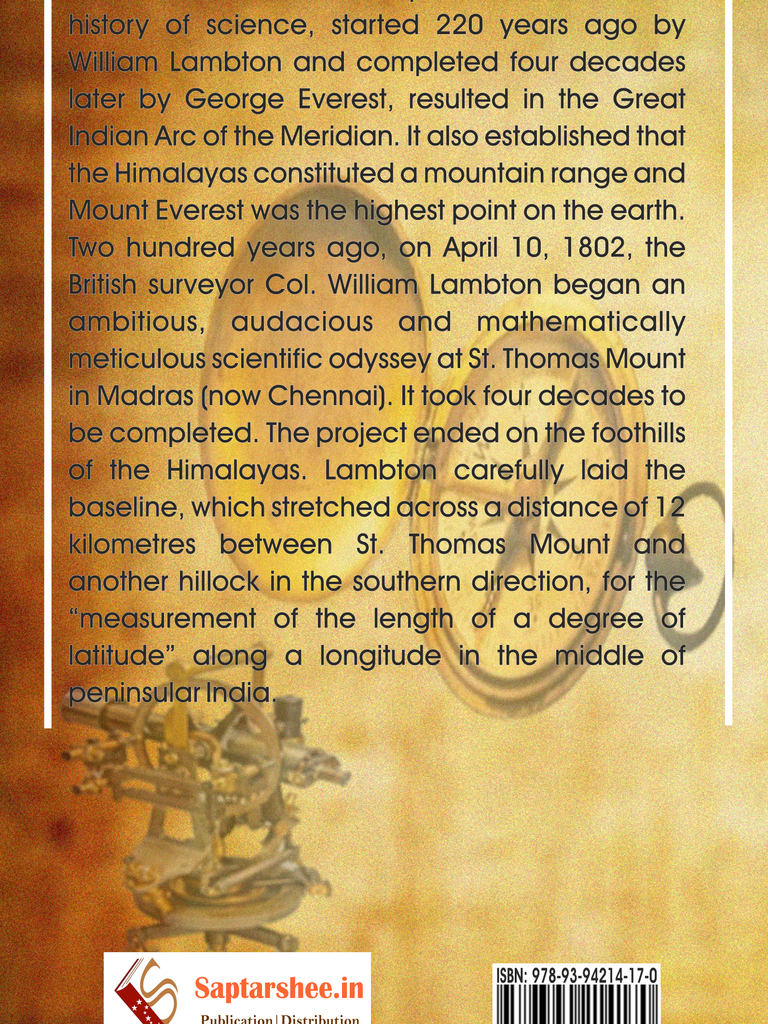 history of science, started 220 years ago by
William Lambton and completed four decades
later by George Everest, resulted in the Great
Indian Arc of the Meridian. It also established that
the Himalayas constituted a mountain range and
Mount Everest was the highest point on the earth.
Two hundred years ago, on April 10, 1802, the
British surveyor Col. William Lambton began an
ambitious, audacious and mathematically
meticulous scientific odyssey at St. Thomas Mount
in Madras (now Chennai). It took four decades to
be completed. The project ended on the foothills
of the Himalayas. Lambton carefully laid the
baseline, which stretched across a distance of 12
kilometres between St. Thomas Mount and
another hillock in the southern direction, for the
“measurement of the length of a degree of
latitude” along a longitude in the middle of
peninsular India.
Saptarshee.in
Publication|Distribution
ISBN: 978-93-94214-17-0